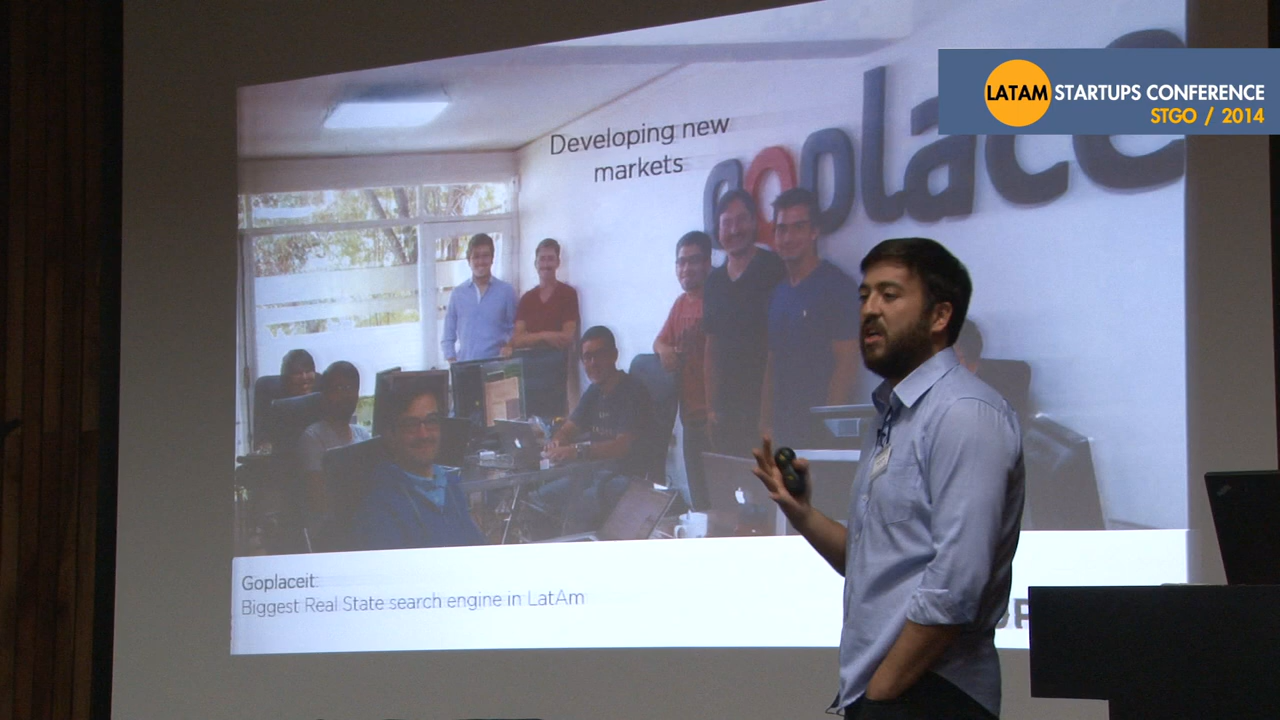 LATAM STARTUPS CONFERENCE
STGO / 2014
Developing new
markets
goplace
Goplaceit:
Biggest Real State search engine in LatAm